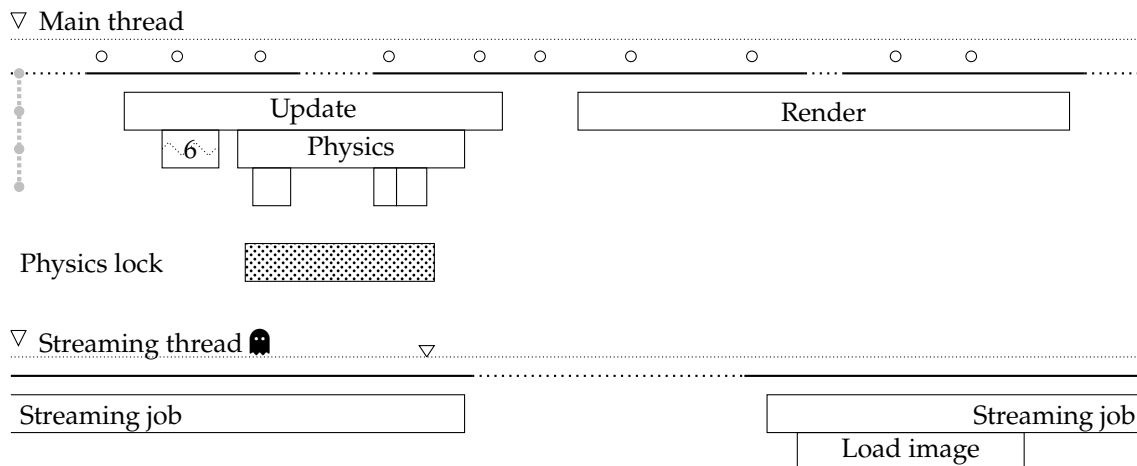 Main thread
Update
Render
6
Physics
Physics lock
Streaming thread
Streaming job
Streaming job
Load image